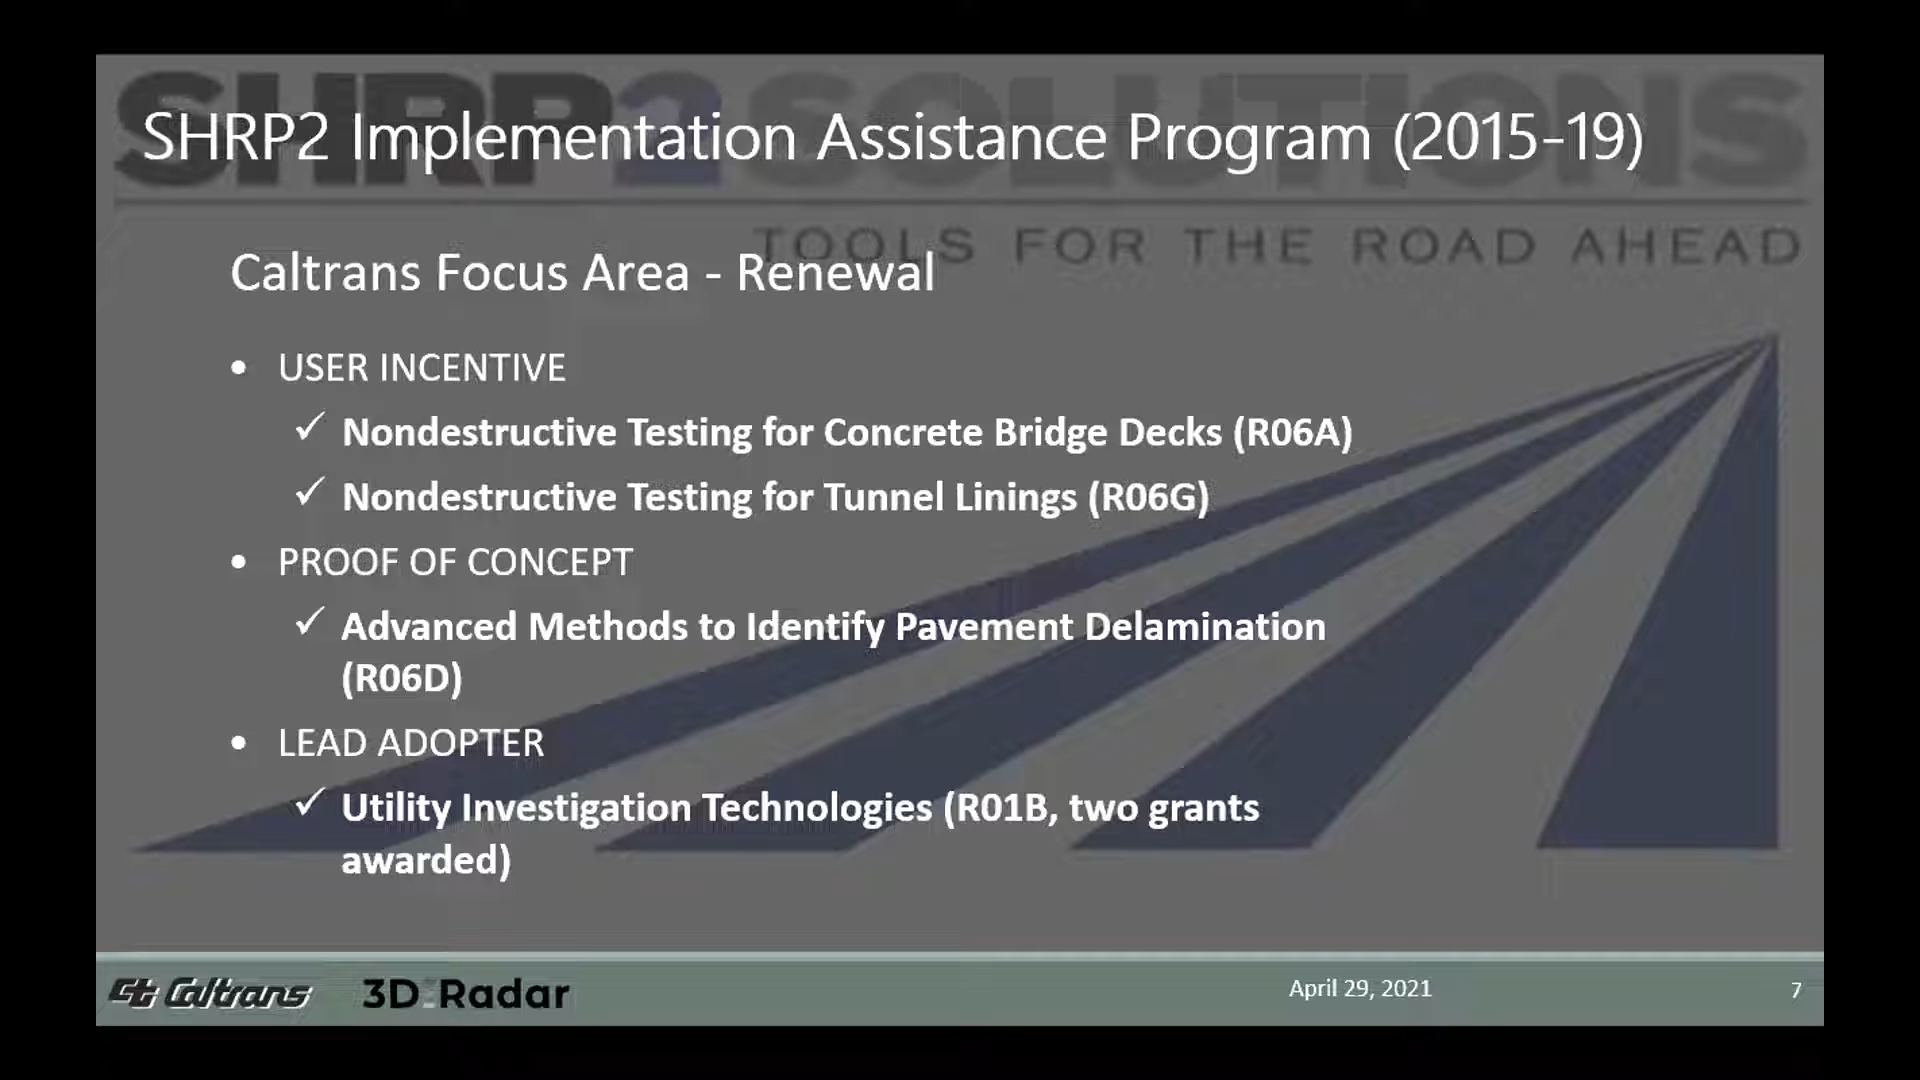 SHRP2 SOLUTIONS
SHRP2 Implementation Assistance Program (2015-19)
TOOLS FOR THE ROAD AHEAD
Caltrans Focus Area - Renewal
• USER INCENTIVE
✓ Nondestructive Testing for Concrete Bridge Decks (R06A)
✓ Nondestructive Testing for Tunnel Linings (R06G)
• PROOF OF CONCEPT
✓ Advanced Methods to Identify Pavement Delamination
(R06D)
• LEAD ADOPTER
✓ Utility Investigation Technologies (R01B, two grants
awarded)
Ct Caltrans 3D-Radar April 29, 2021 7